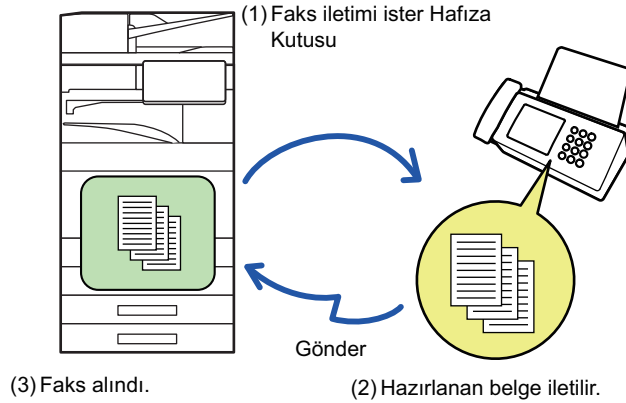 (1) Faks iletimi ister Hafıza
Kutusu
Gönder
(3) Faks alındı.
(2) Hazırlanan belge iletilir.